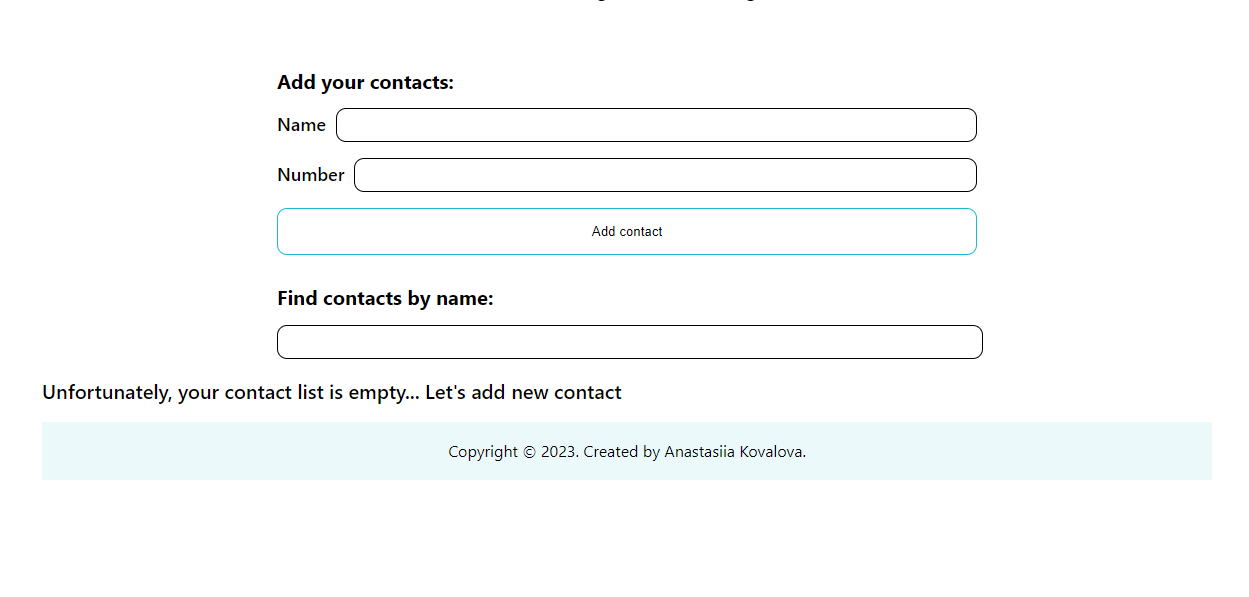 Add your contacts:
Name
Number
Add contact
Find contacts by name:
Unfortunately, your contact list is empty... Let's add new contact
Copyright © 2023. Created by Anastasiia Kovalova.